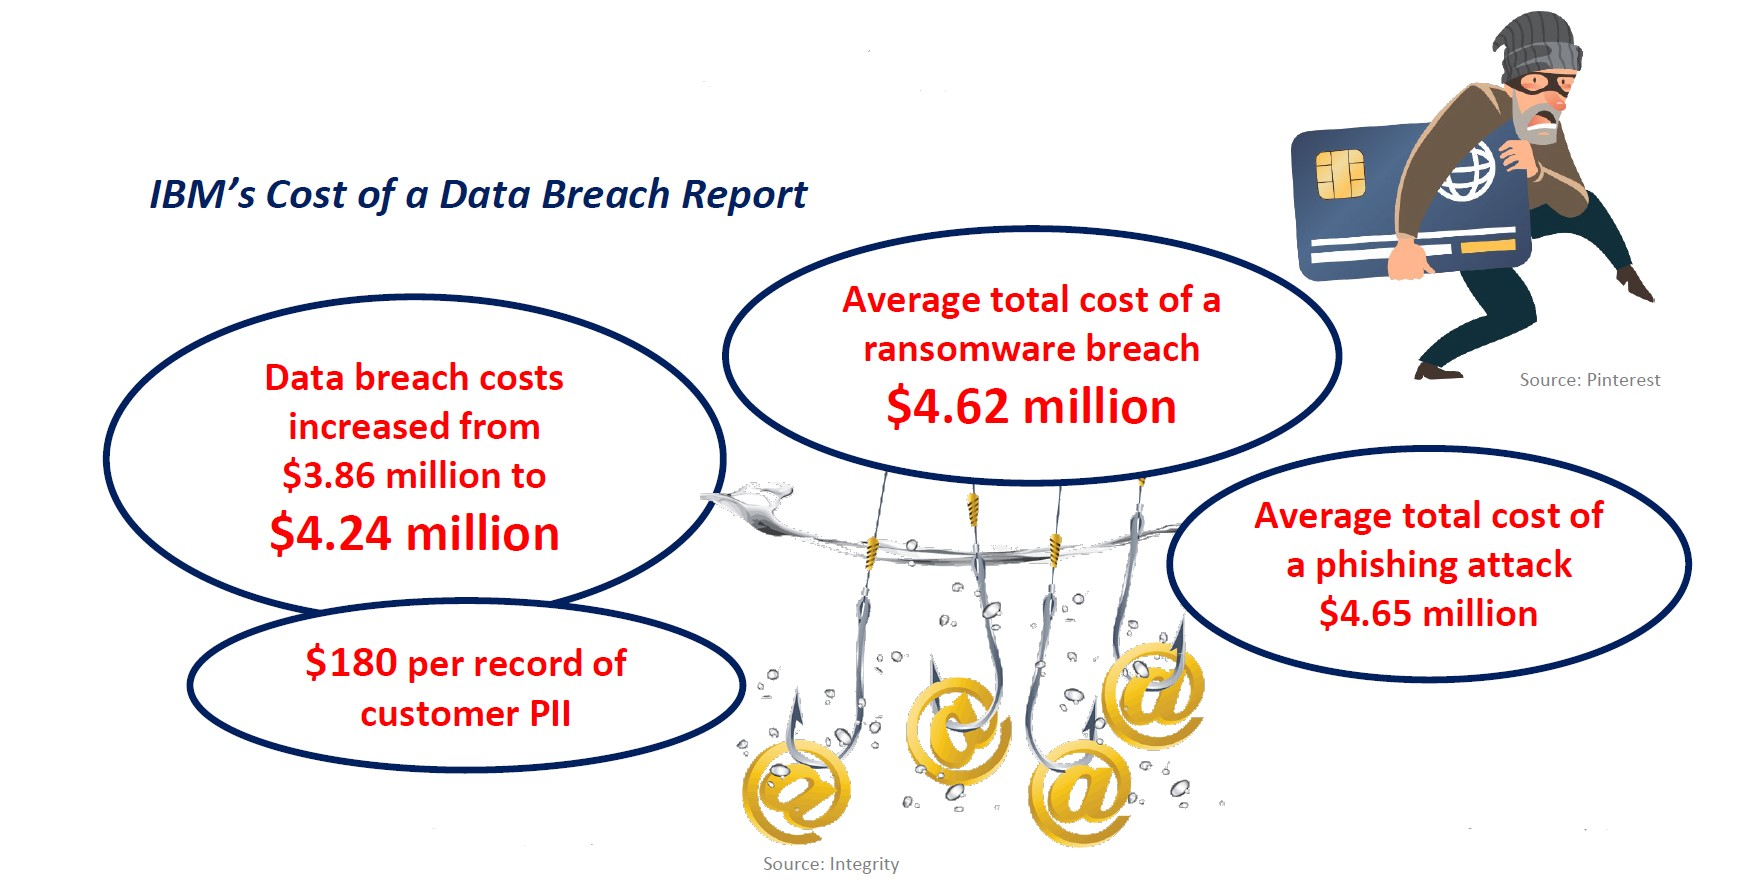 IBM's Cost of a Data Breach Report
Data breach costs
increased from
$3.86 million to
$4.24 million
$180 per record of
customer PII
Average total cost of a
ransomware breach
$4.62 million
Source: Pinterest
Average total cost of
a phishing attack
$4.65 million
@
@
@
@
Source: Integrity